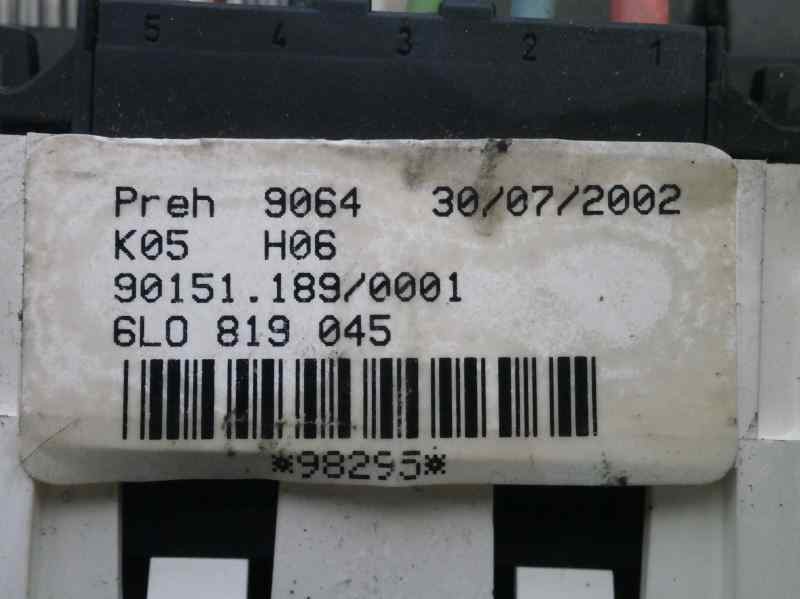 5 4 3 2 1
Preh 9064 30/07/2002
K05 H06
90151.189/0001
6L0 819 045
*98295*